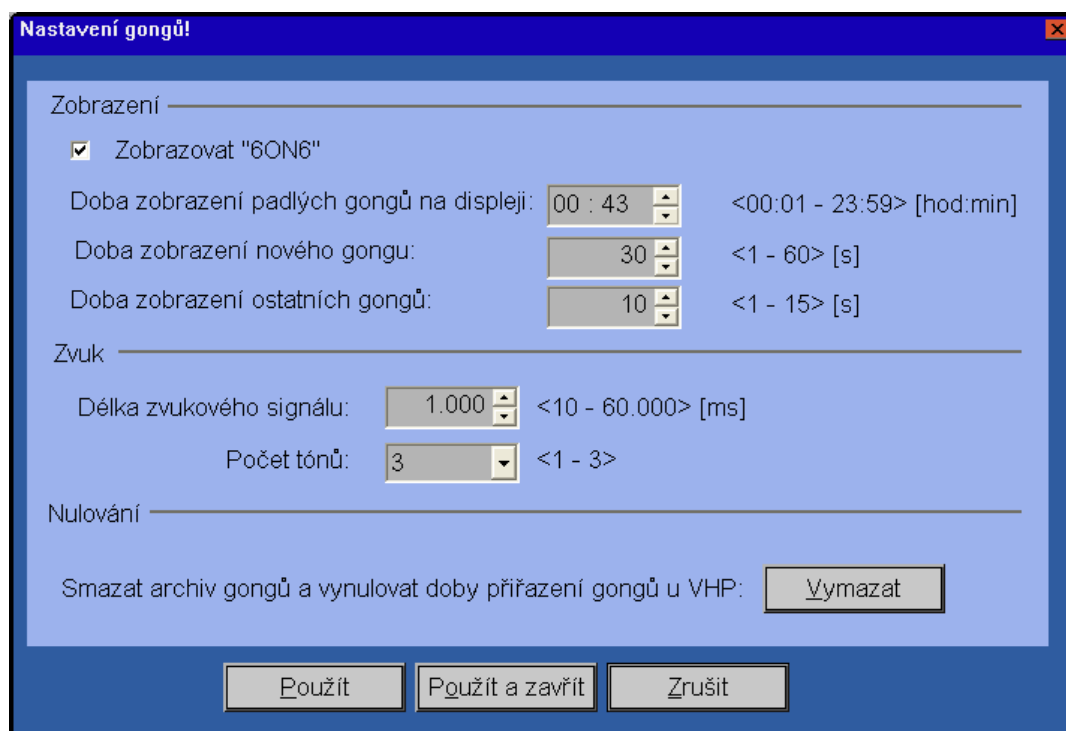 Nastavení gongů!
Zobrazení
Zobrazovat "6ON6"
Doba zobrazení padlých gongů na displeji: 00 : 43 <00:01 - 23:59> [hod:min]
Doba zobrazení nového gongu: 30 <1 - 60> [s]
Doba zobrazení ostatních gongů: 10 <1 - 15> [s]
Zvuk
Délka zvukového signálu: 1.000 <10 - 60.000> [ms]
Počet tónů: 3 <1 - 3>
Nulování
Smazat archiv gongů a vynulovat doby přiřazení gongů u VHP: Vymazat
Použít Použít a zavřít Zrušit